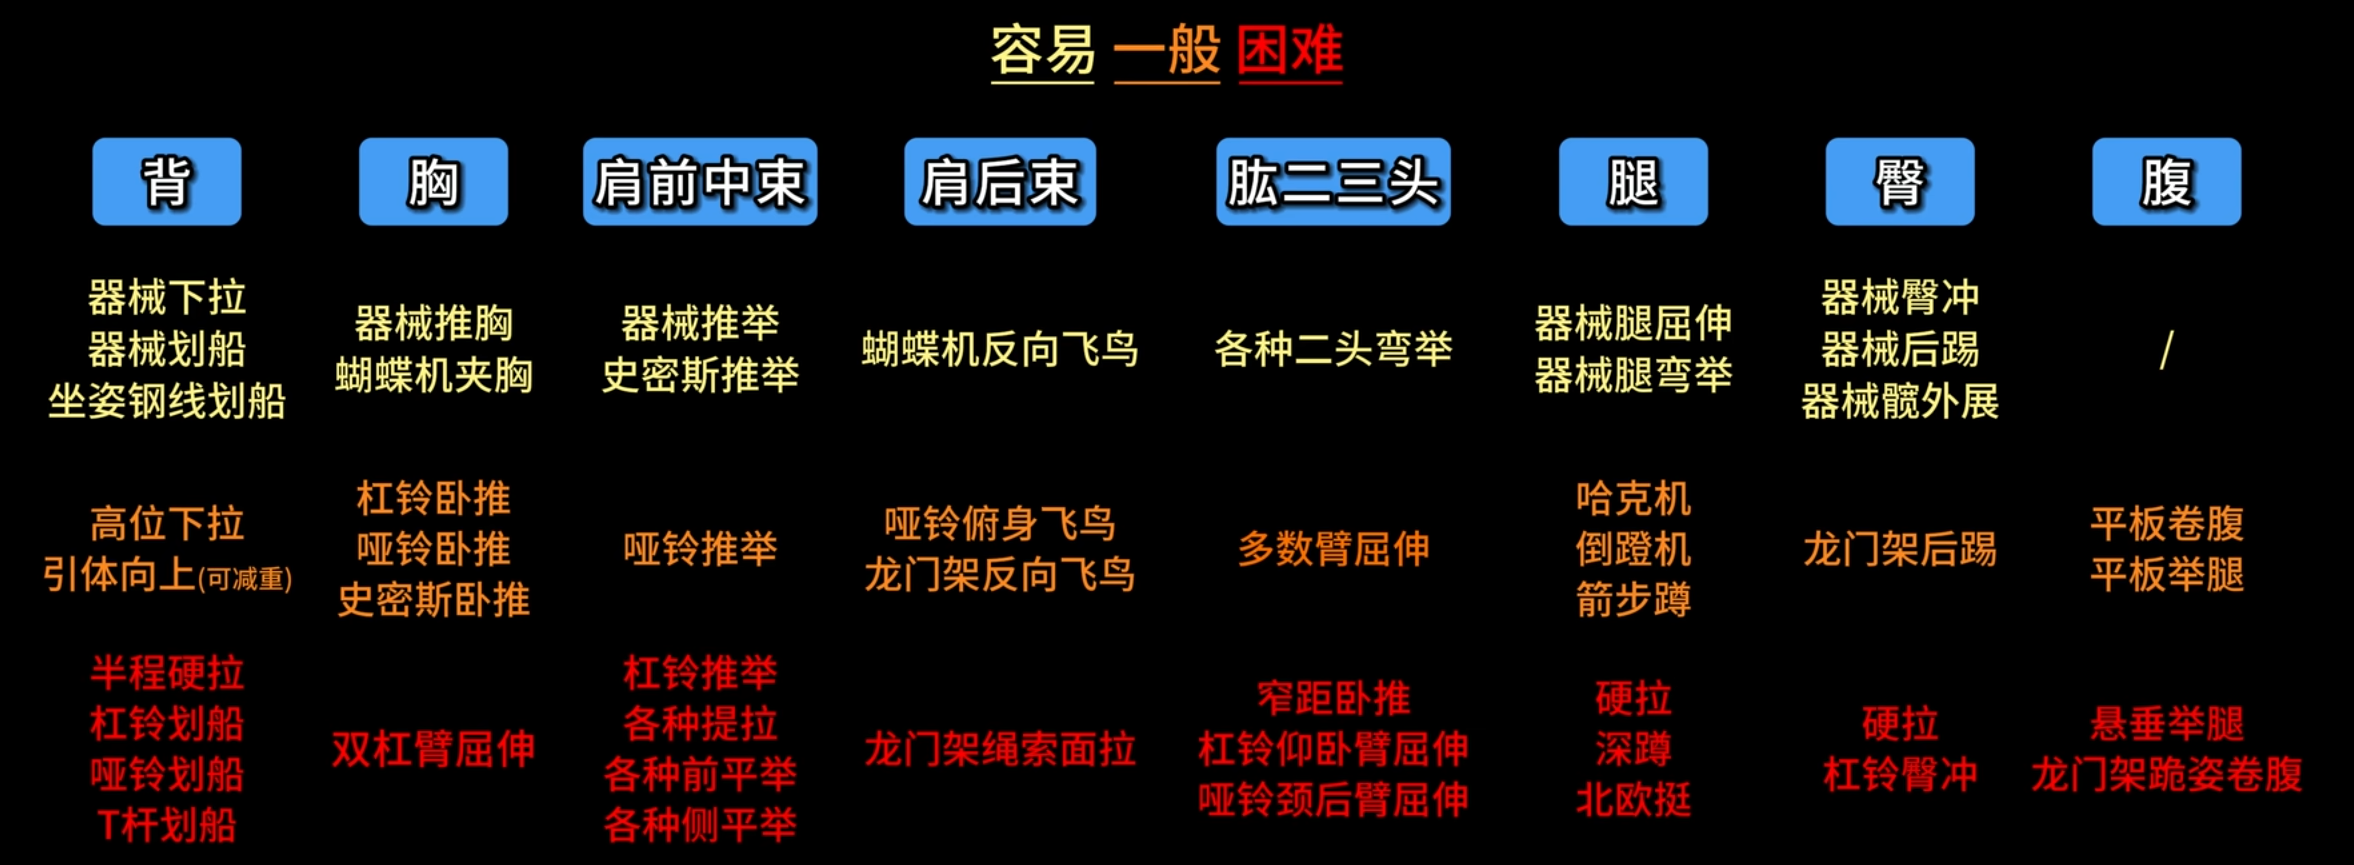 容易 一般 困难
背 胸 肩前中束 肩后束 肱二三头 腿 臀 腹
器械下拉
器械划船
坐姿钢线划船
器械推胸
蝴蝶机夹胸
器械推举
史密斯推举
蝴蝶机反向飞鸟
各种二头弯举
器械腿屈伸
器械腿弯举
器械臀冲
器械后踢
器械髋外展
/
高位下拉
引体向上(可减重)
杠铃卧推
哑铃卧推
史密斯卧推
哑铃推举
哑铃俯身飞鸟
龙门架反向飞鸟
多数臂屈伸
哈克机
倒蹬机
箭步蹲
龙门架后踢
平板卷腹
平板举腿
半程硬拉
杠铃划船
哑铃划船
T杆划船
双杠臂屈伸
杠铃推举
各种提拉
各种前平举
各种侧平举
龙门架绳索面拉
窄距卧推
杠铃仰卧臂屈伸
哑铃颈后臂屈伸
硬拉
深蹲
北欧挺
硬拉
杠铃臀冲
悬垂举腿
龙门架跪姿卷腹